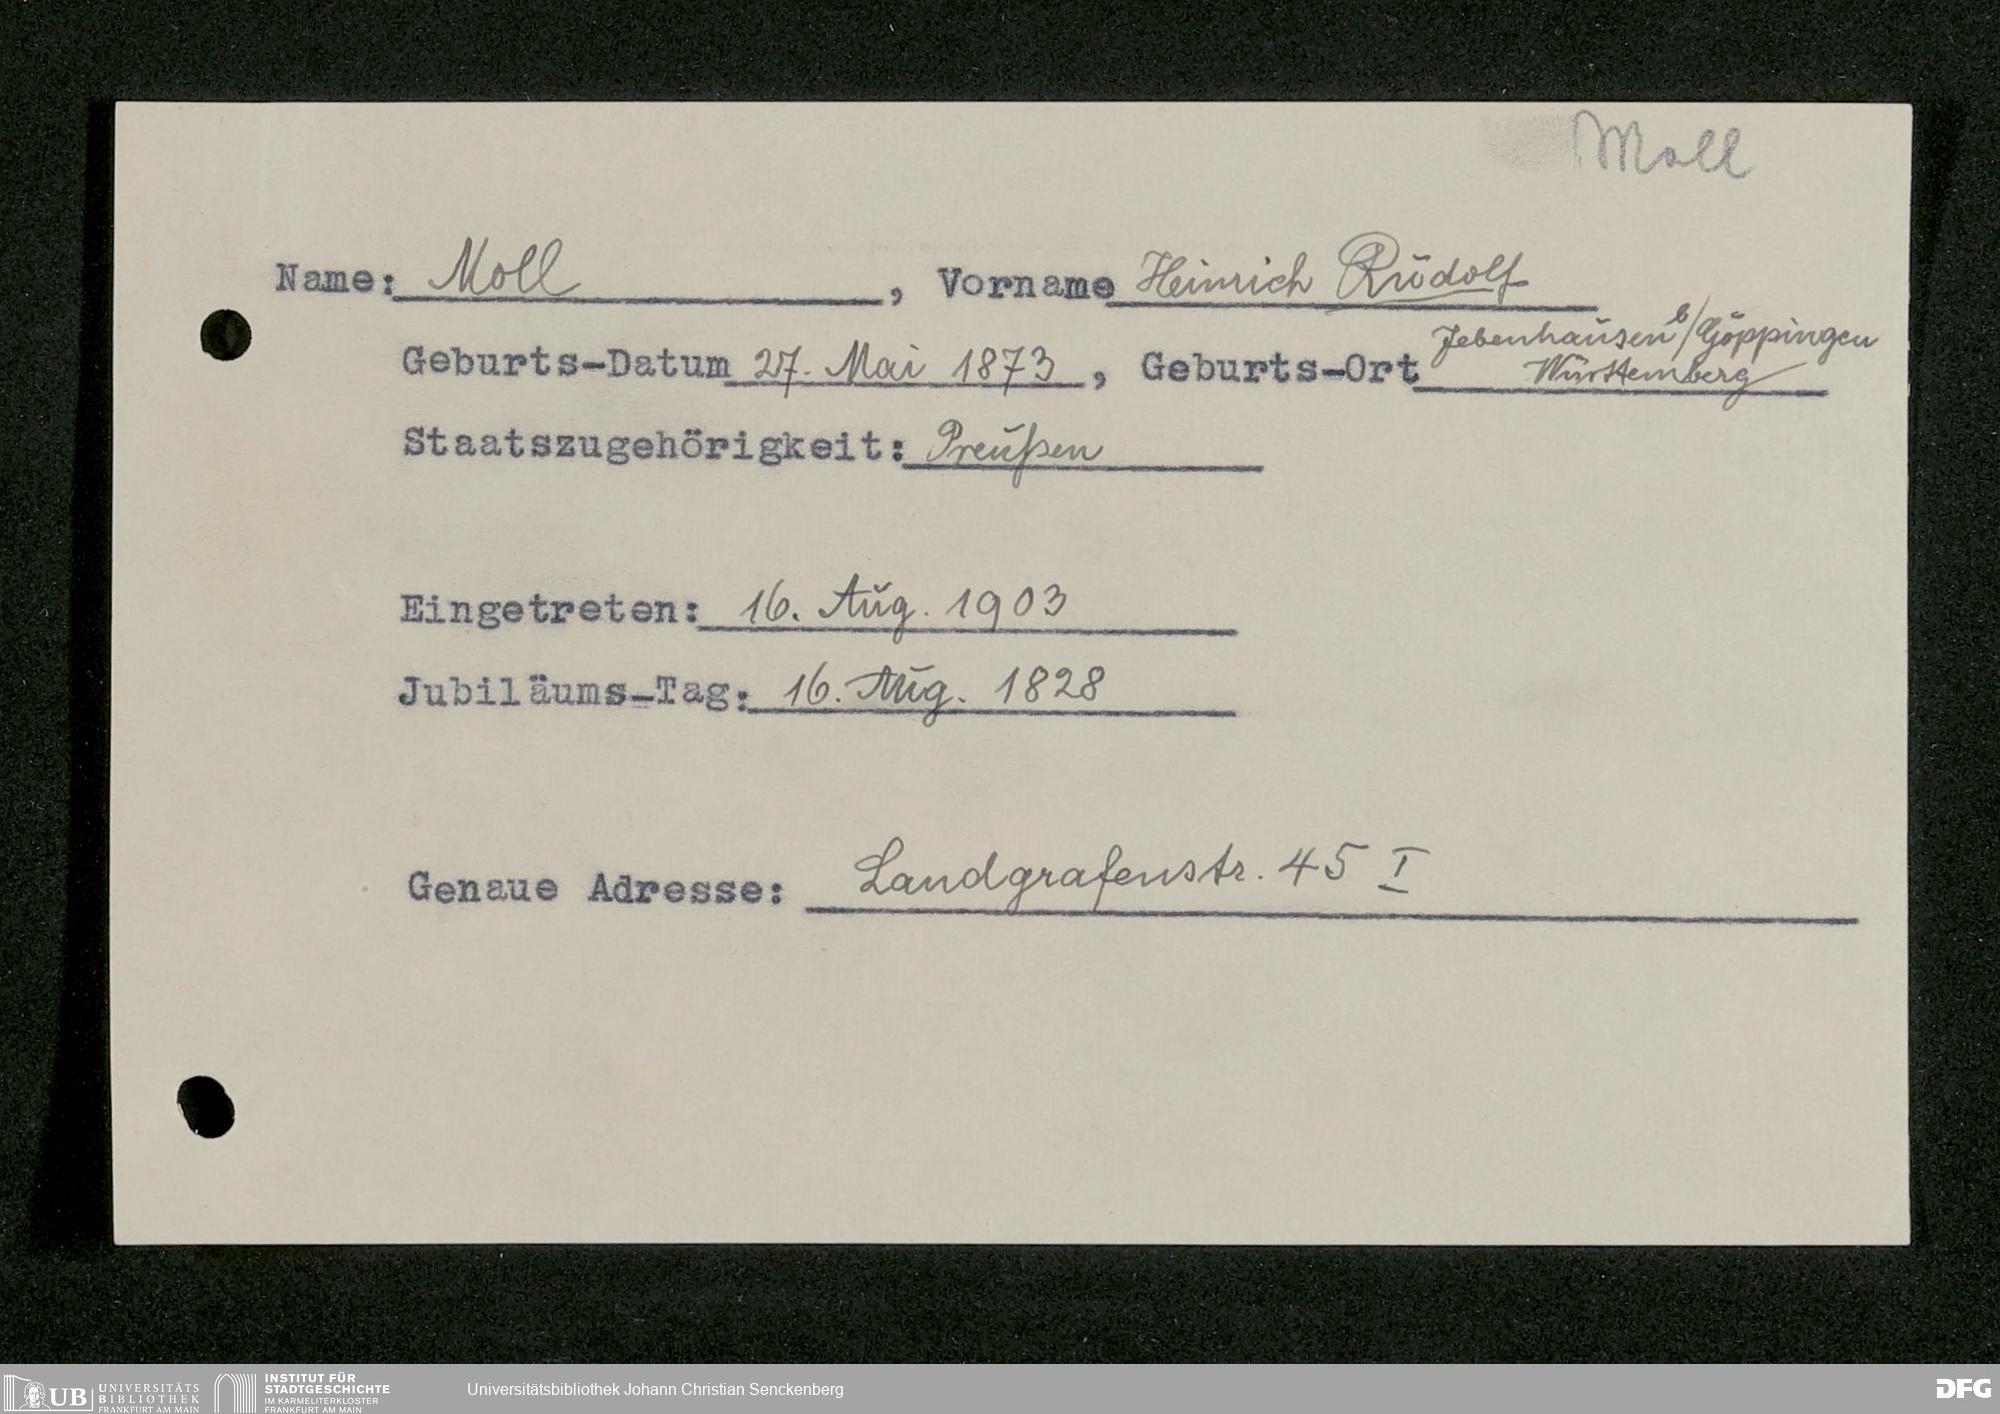 Moll
Name: Moll, Vorname Heinrich Rudolf
Jebenhausen b/Göppingen
Geburts-Datum 27. Mai 1873, Geburts-Ort Württemberg
Staatszugehörigkeit: Preußen
Eingetreten: 16. Aug. 1903
Jubiläums-Tag: 16. Aug. 1828
Genaue Adresse: Landgrafenstr. 45 I
UB UNIVERSITÄTS BIBLIOTHEK FRANKFURT AM MAIN
INSTITUT FÜR
STADTGESCHICHTE
IM KARMELITERKLOSTER
FRANKFURT AM MAIN
Universitätsbibliothek Johann Christian Senckenberg
DFG